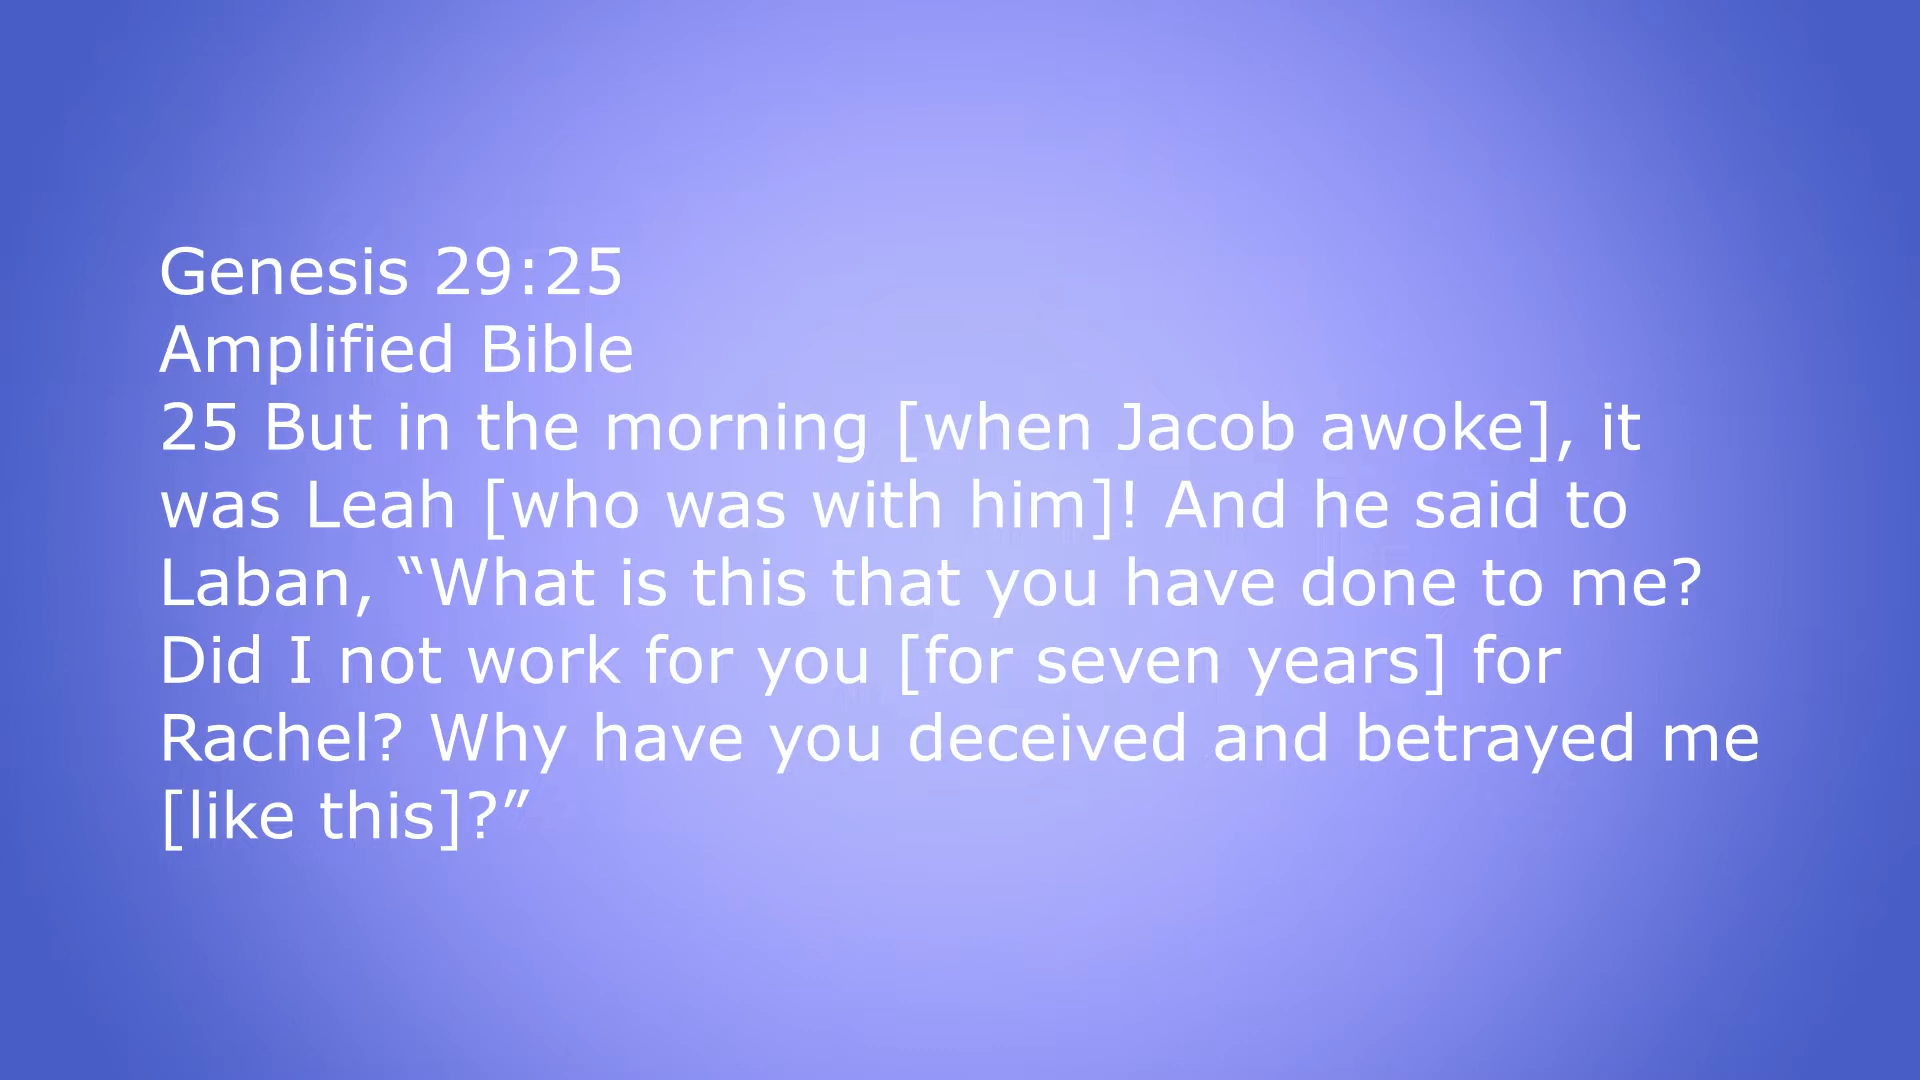 Genesis 29:25
Amplified Bible
25 But in the morning [when Jacob awoke], it
was Leah [who was with him]! And he said to
Laban, “What is this that you have done to me?
Did I not work for you [for seven years] for
Rachel? Why have you deceived and betrayed me
[like this]?”